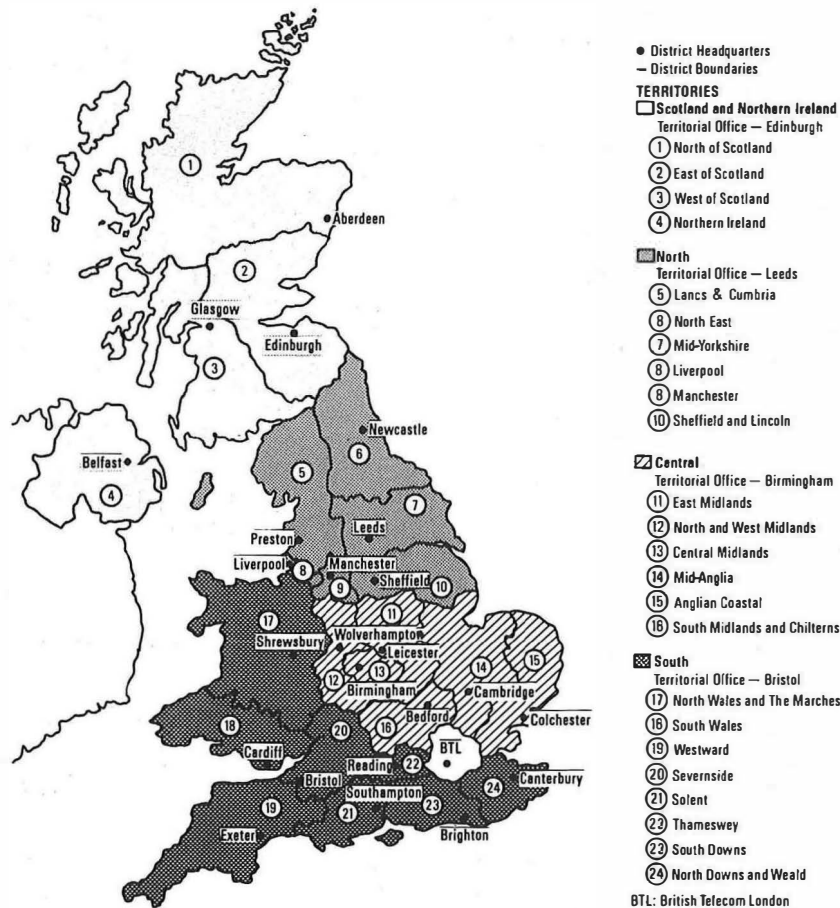 1
Aberdeen
2
Glasgow
Edinburgh
3
Newcastle
6
Belfast
4
5
7
Preston
Leeds
Liverpool
8
Manchester
9
Sheffield
10
17
11
Shrewsbury
Wolverhampton
Leicester
12
13
14
15
Birmingham
Cambridge
Bedford
Colchester
18
20
16
BTL
Cardiff
Reading
22
Bristol
Canterbury
Southampton
24
19
21
23
Exeter
Brighton
● District Headquarters
— District Boundaries
TERRITORIES
Scotland and Northern Ireland
Territorial Office — Edinburgh
1 North of Scotland
2 East of Scotland
3 West of Scotland
4 Northern Ireland
North
Territorial Office — Leeds
5 Lancs & Cumbria
8 North East
7 Mid-Yorkshire
8 Liverpool
8 Manchester
10 Sheffield and Lincoln
Central
Territorial Office — Birmingham
11 East Midlands
12 North and West Midlands
13 Central Midlands
14 Mid-Anglia
15 Anglian Coastal
16 South Midlands and Chilterns
South
Territorial Office — Bristol
17 North Wales and The Marches
16 South Wales
19 Westward
20 Severnside
21 Solent
23 Thameswey
22 South Downs
24 North Downs and Weald
BTL: British Telecom London